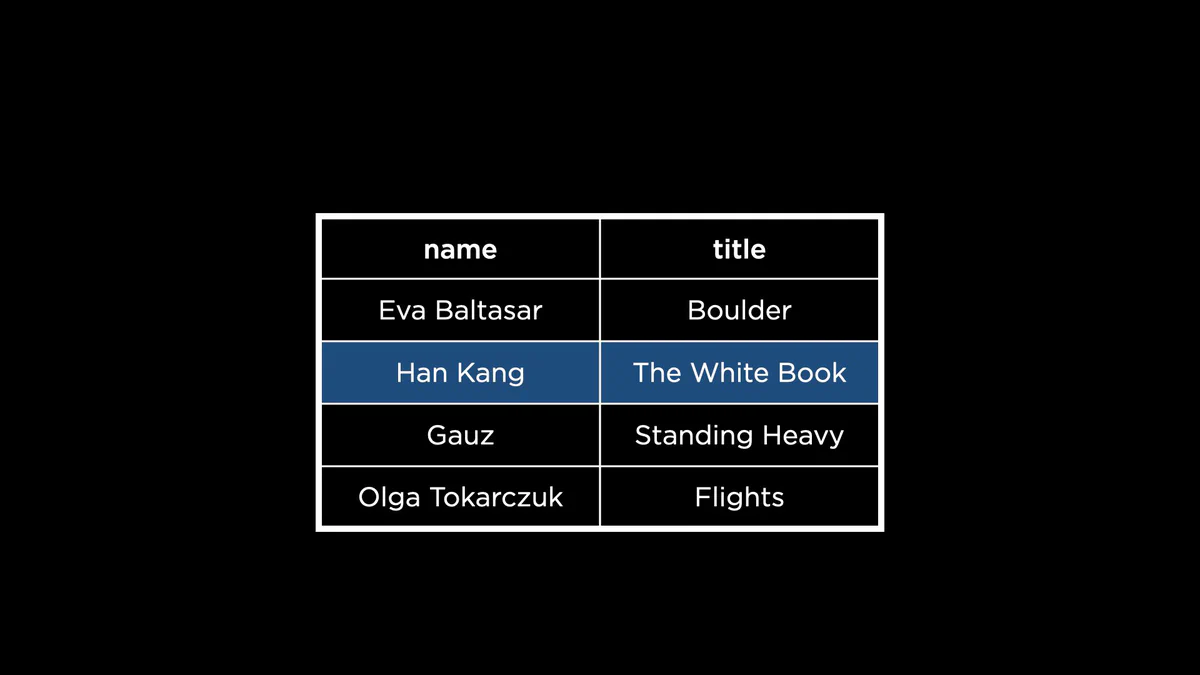 name title
Eva Baltasar Boulder
Han Kang The White Book
Gauz Standing Heavy
Olga Tokarczuk Flights